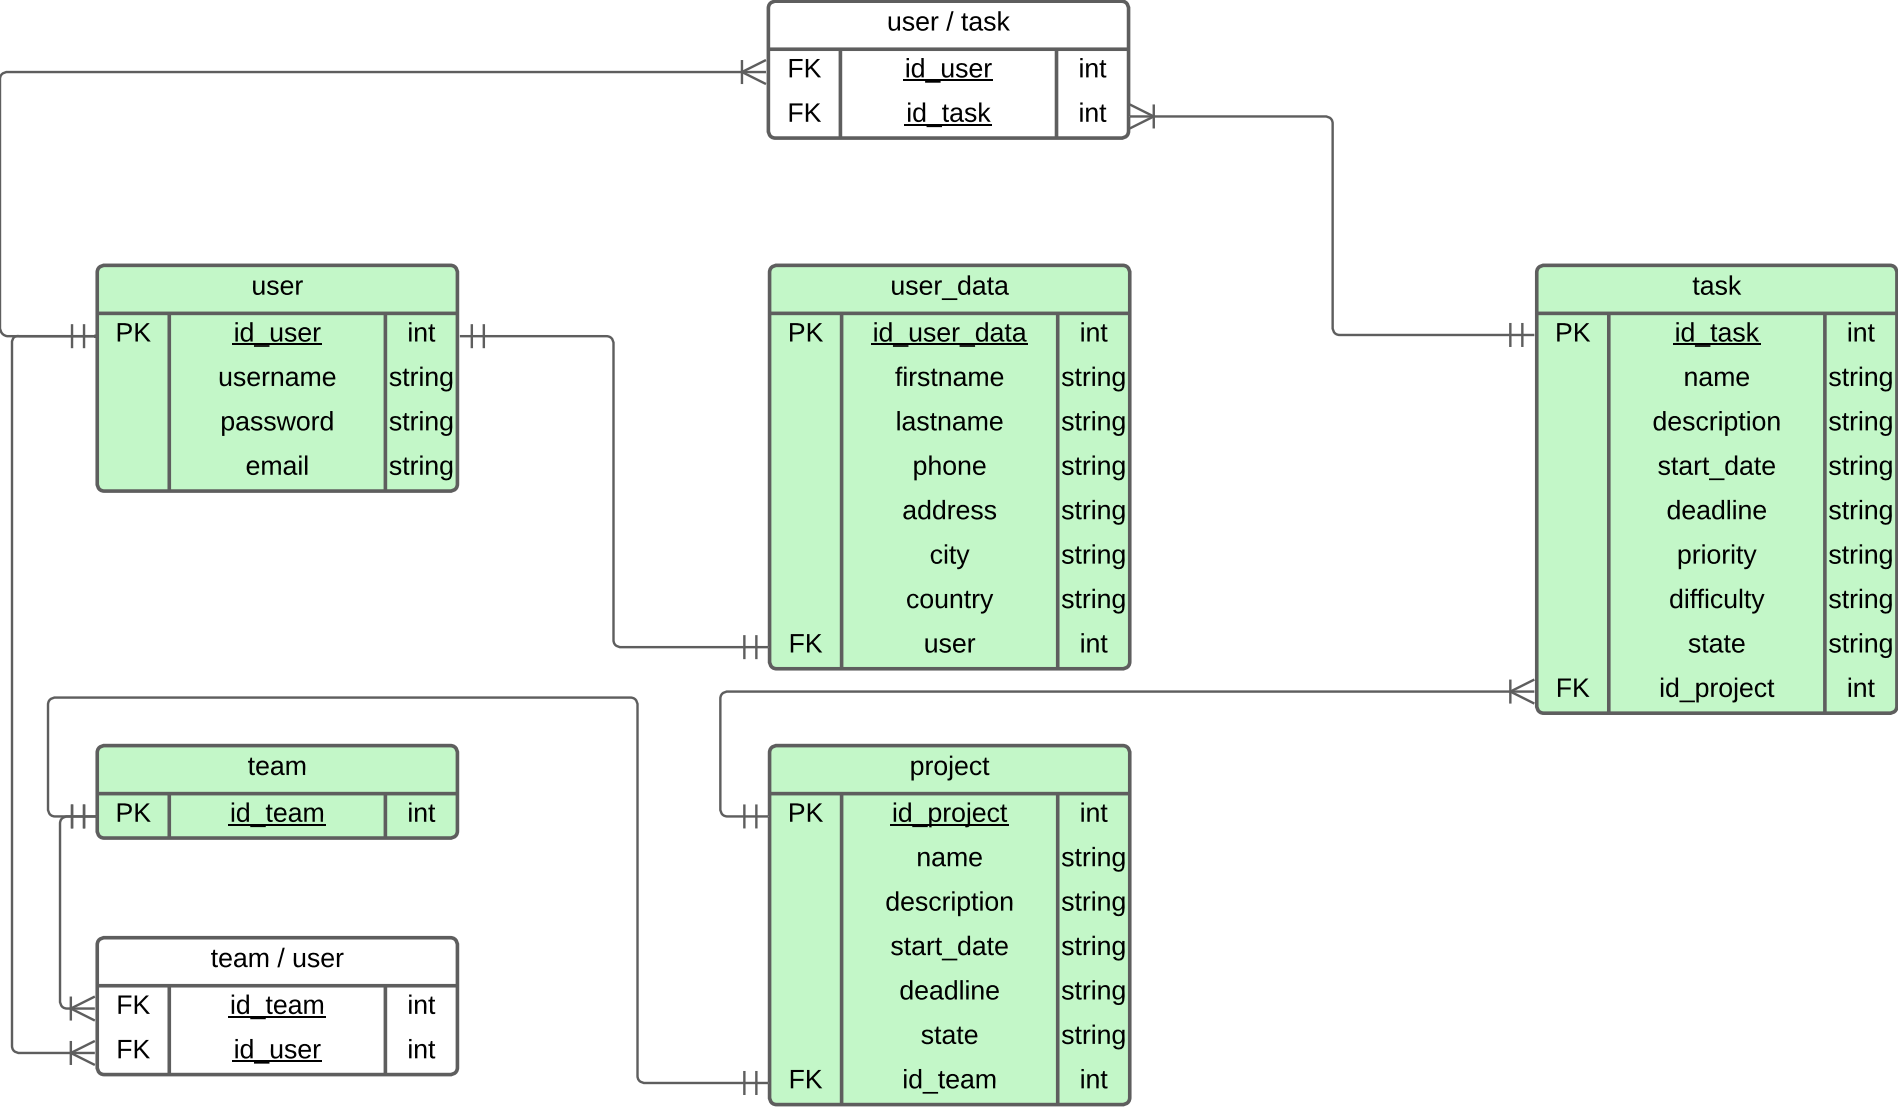 user / task
FK id_user int
FK id_task int
user
PK id_user int
username string
password string
email string
user_data
PK id_user_data int
firstname string
lastname string
phone string
address string
city string
country string
FK user int
task
PK id_task int
name string
description string
start_date string
deadline string
priority string
difficulty string
state string
FK id_project int
team
PK id_team int
project
PK id_project int
name string
description string
start_date string
deadline string
state string
FK id_team int
team / user
FK id_team int
FK id_user int